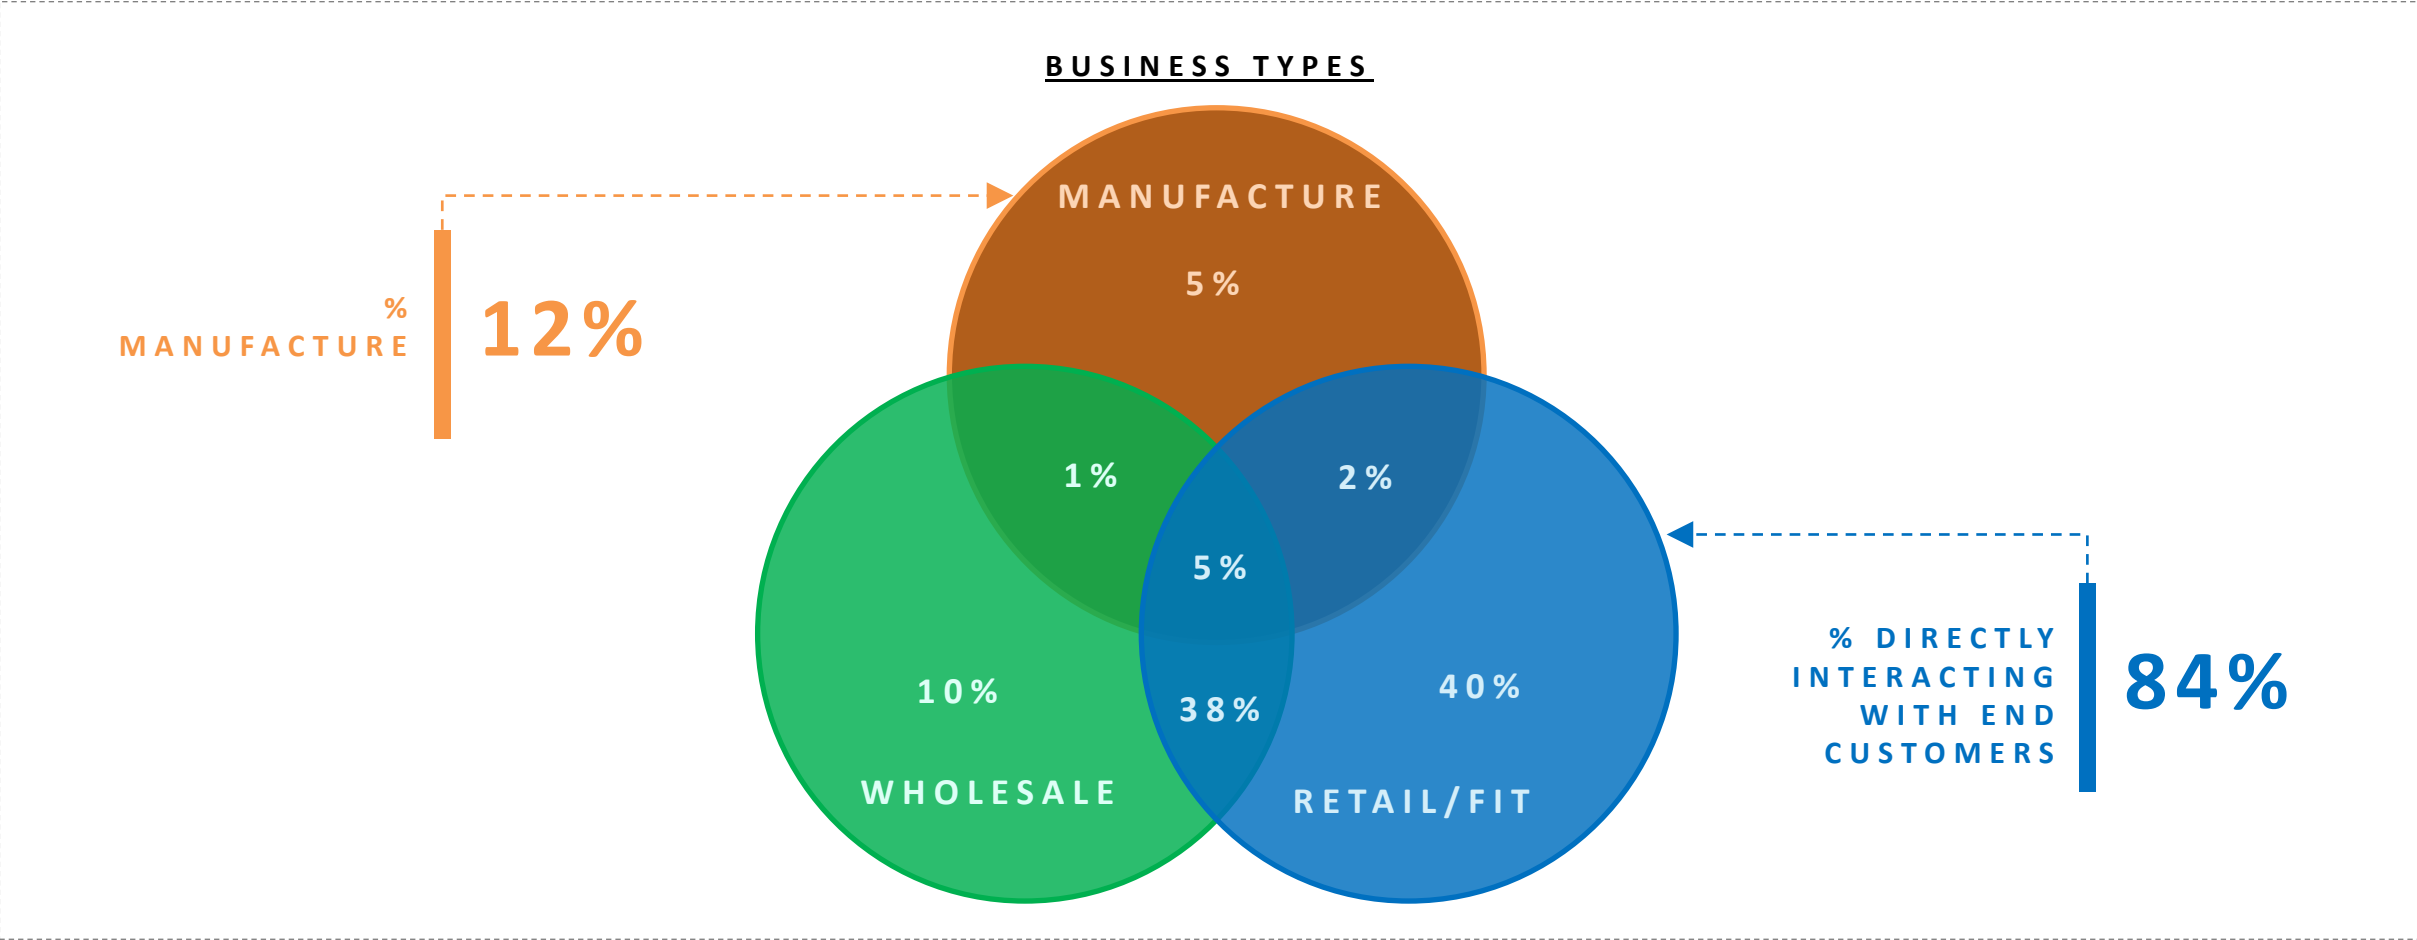 BUSINESS TYPES
MANUFACTURE
5%
%
MANUFACTURE
12%
1%
2%
5%
10%
38%
40%
WHOLESALE
RETAIL/FIT
% DIRECTLY
INTERACTING
WITH END
CUSTOMERS
84%